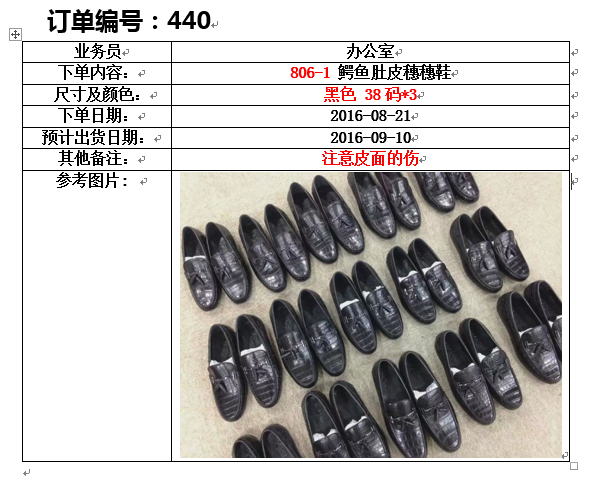 订单编号：440
业务员 办公室
下单内容： 806-1 鳄鱼肚皮穗穗鞋
尺寸及颜色： 黑色 38码*3
下单日期： 2016-08-21
预计出货日期： 2016-09-10
其他备注： 注意皮面的伤
参考图片：